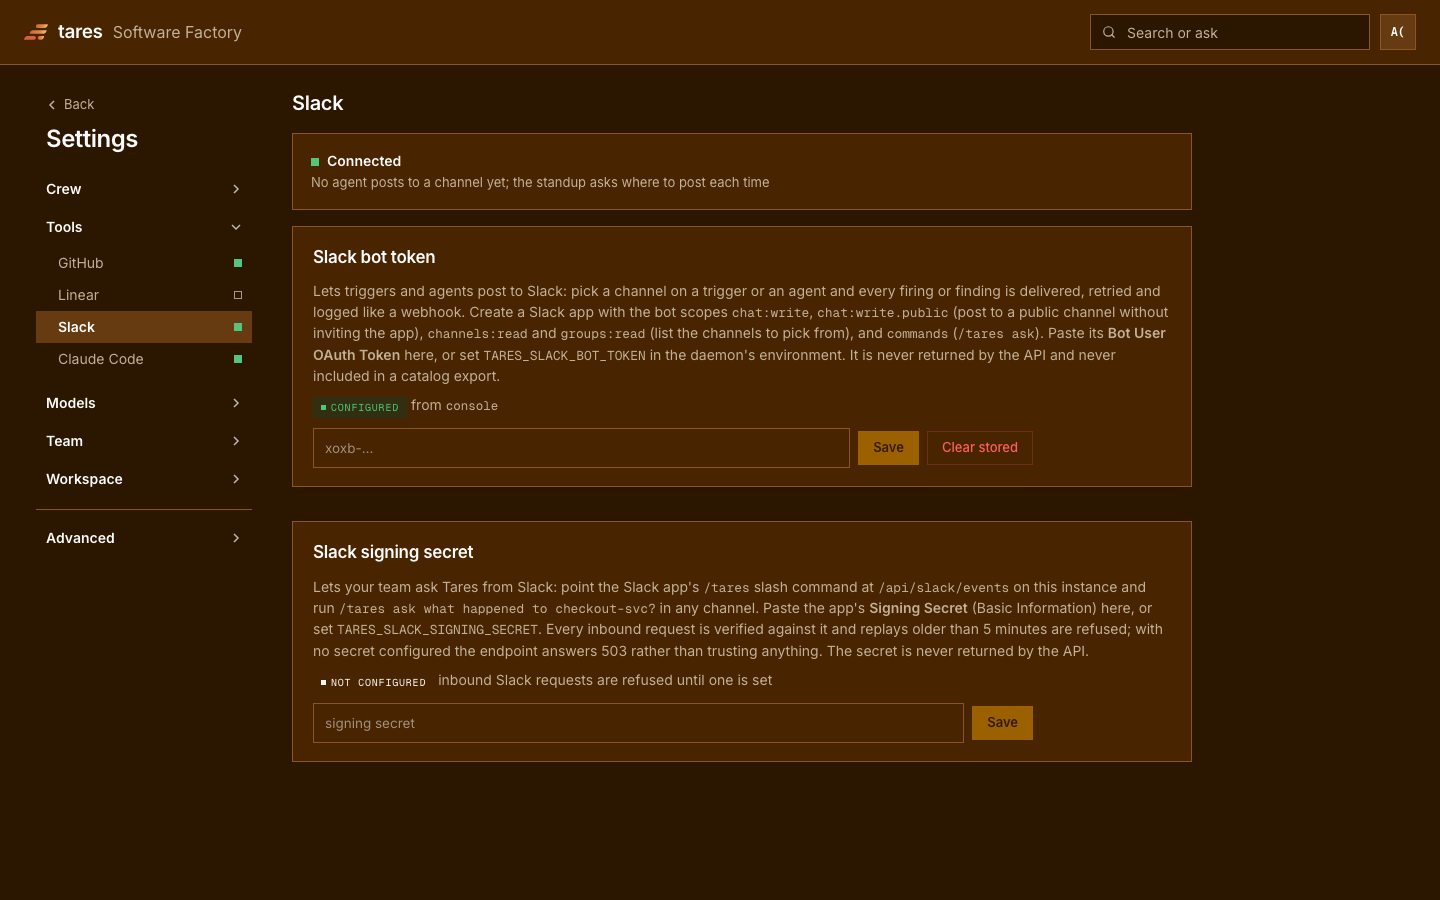 tares Software Factory
Search or ask
A(
Back
Settings
Crew
Tools
GitHub
Linear
Slack
Claude Code
Models
Team
Workspace
Advanced
Slack
Connected
No agent posts to a channel yet; the standup asks where to post each time
Slack bot token
Lets triggers and agents post to Slack: pick a channel on a trigger or an agent and every firing or finding is delivered, retried and
logged like a webhook. Create a Slack app with the bot scopes chat:write, chat:write.public (post to a public channel without
inviting the app), channels:read and groups:read (list the channels to pick from), and commands (/tares ask). Paste its Bot User
OAuth Token here, or set TARES_SLACK_BOT_TOKEN in the daemon's environment. It is never returned by the API and never
included in a catalog export.
CONFIGURED from console
xoxb-...
Save
Clear stored
Slack signing secret
Lets your team ask Tares from Slack: point the Slack app's /tares slash command at /api/slack/events on this instance and
run /tares ask what happened to checkout-svc? in any channel. Paste the app's Signing Secret (Basic Information) here, or
set TARES_SLACK_SIGNING_SECRET. Every inbound request is verified against it and replays older than 5 minutes are refused; with
no secret configured the endpoint answers 503 rather than trusting anything. The secret is never returned by the API.
NOT CONFIGURED inbound Slack requests are refused until one is set
signing secret
Save